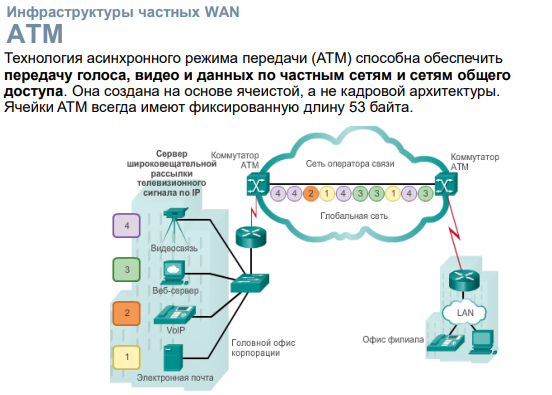 Инфраструктуры частных WAN
ATM
Технология асинхронного режима передачи (ATM) способна обеспечить
передачу голоса, видео и данных по частным сетям и сетям общего
доступа. Она создана на основе ячеистой, а не кадровой архитектуры.
Ячейки ATM всегда имеют фиксированную длину 53 байта.
Сервер
широковещательной
рассылки
телевизионного
сигнала по IP
Коммутатор
ATM
Сеть оператора связи
Коммутатор
ATM
4 4 2 1 4 3 3 1 4 3
Глобальная сеть
4
Видеосвязь
3
Веб-сервер
2
VoIP
1
Электронная почта
Головной офис
корпорации
LAN
Офис филиала